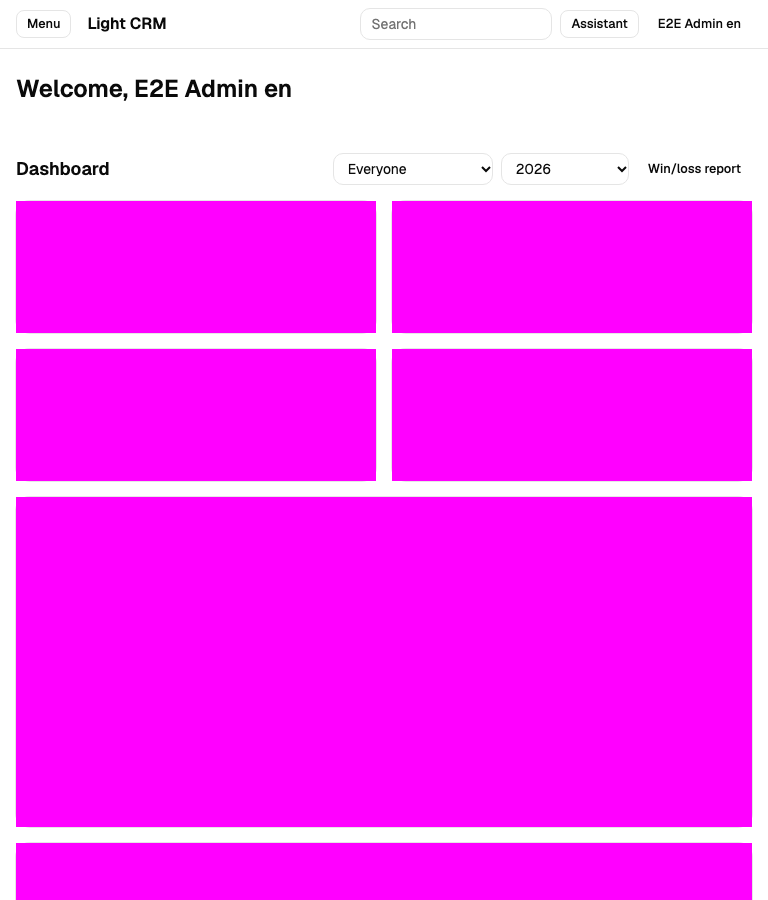 Menu Light CRM Search Assistant E2E Admin en
Welcome, E2E Admin en
Dashboard Everyone 2026 Win/loss report